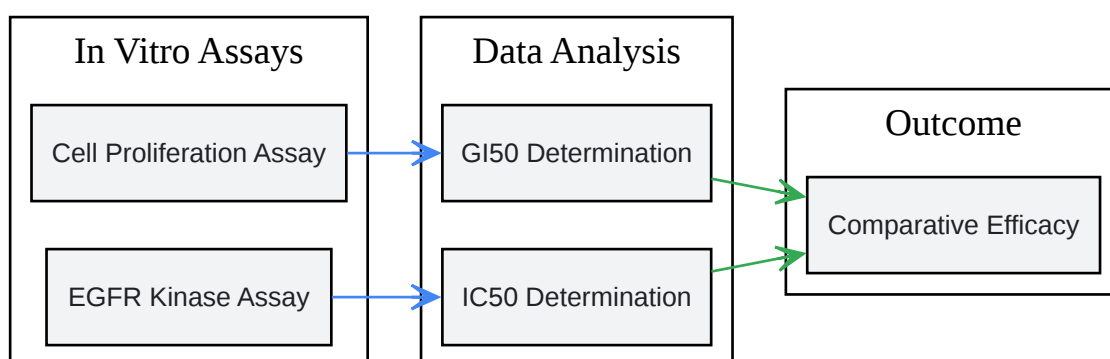 In Vitro Assays
Cell Proliferation Assay
EGFR Kinase Assay
Data Analysis
GI50 Determination
IC50 Determination
Outcome
Comparative Efficacy